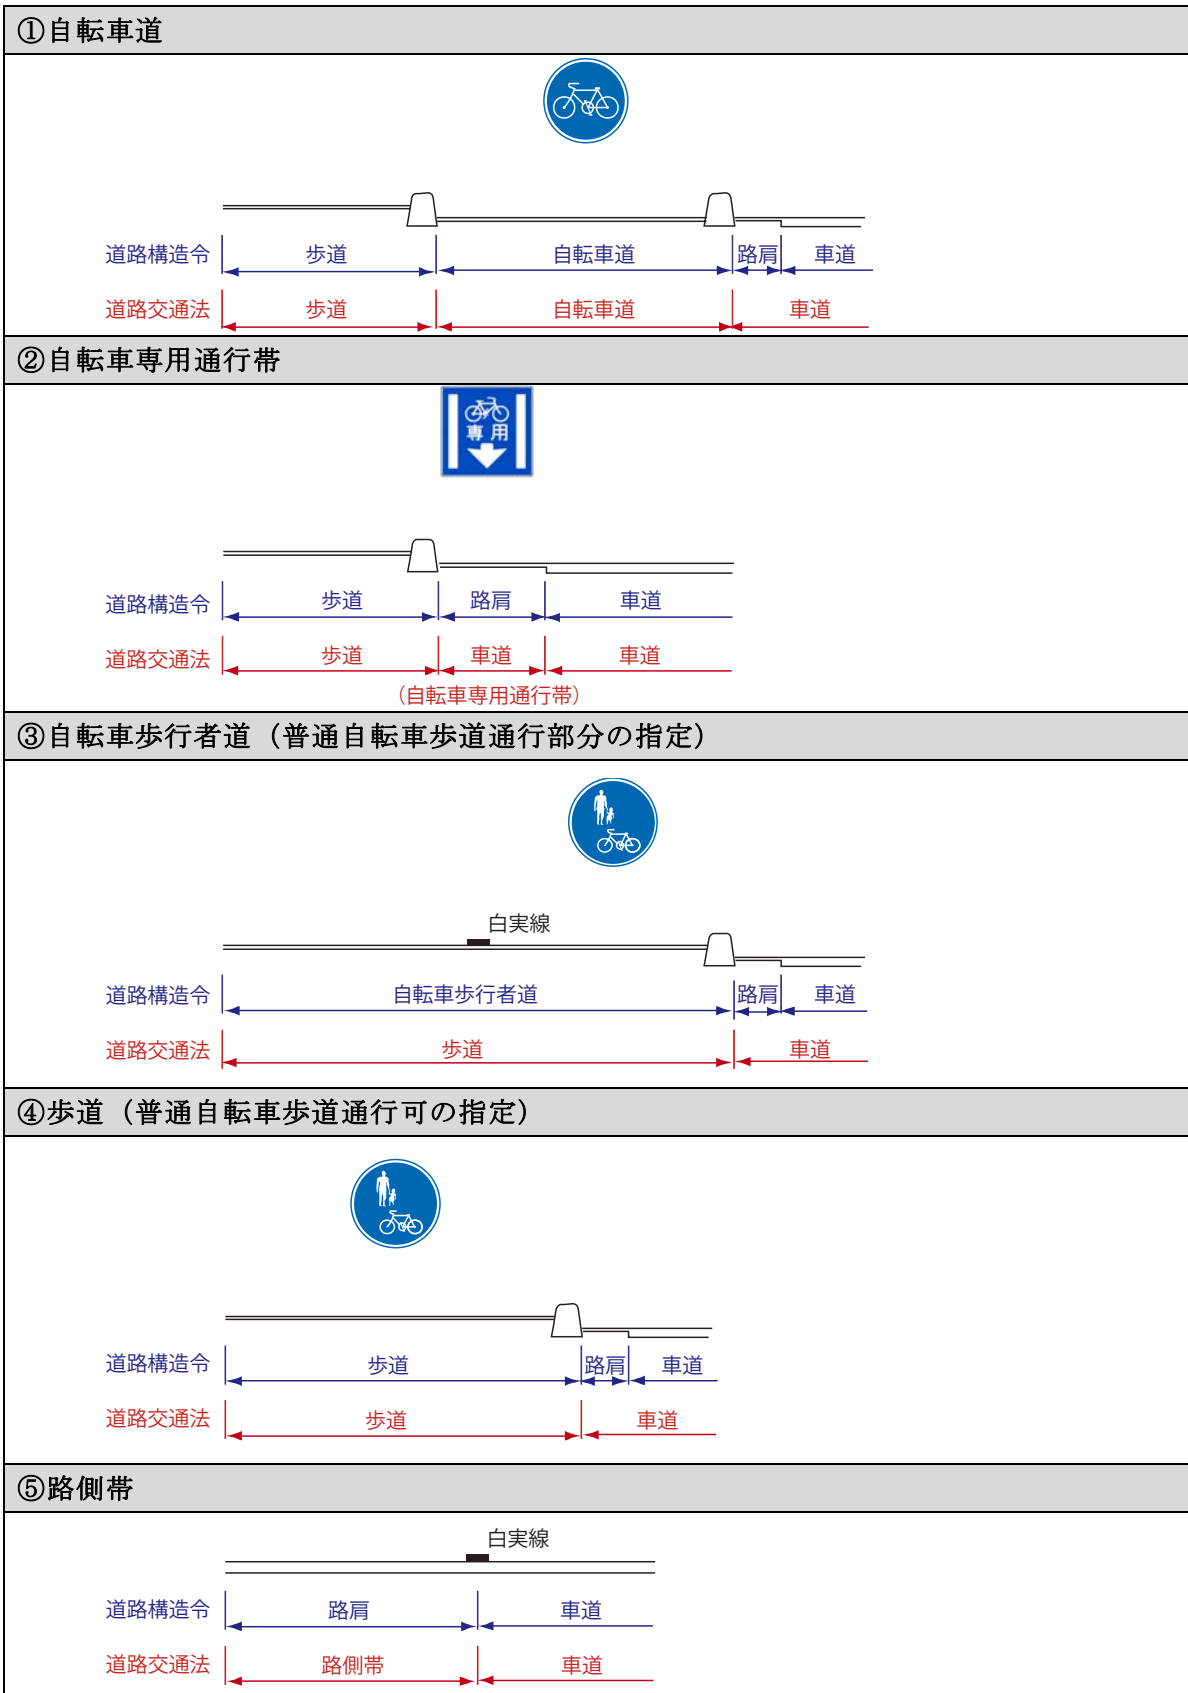 ①自転車道
道路構造令 歩道 自転車道 路肩 車道
道路交通法 歩道 自転車道 車道
②自転車専用通行帯
専用
道路構造令 歩道 路肩 車道
道路交通法 歩道 車道 車道
（自転車専用通行帯）
③自転車歩行者道（普通自転車歩道通行部分の指定）
白実線
道路構造令 自転車歩行者道 路肩 車道
道路交通法 歩道 車道
④歩道（普通自転車歩道通行可の指定）
道路構造令 歩道 路肩 車道
道路交通法 歩道 車道
⑤路側帯
白実線
道路構造令 路肩 車道
道路交通法 路側帯 車道